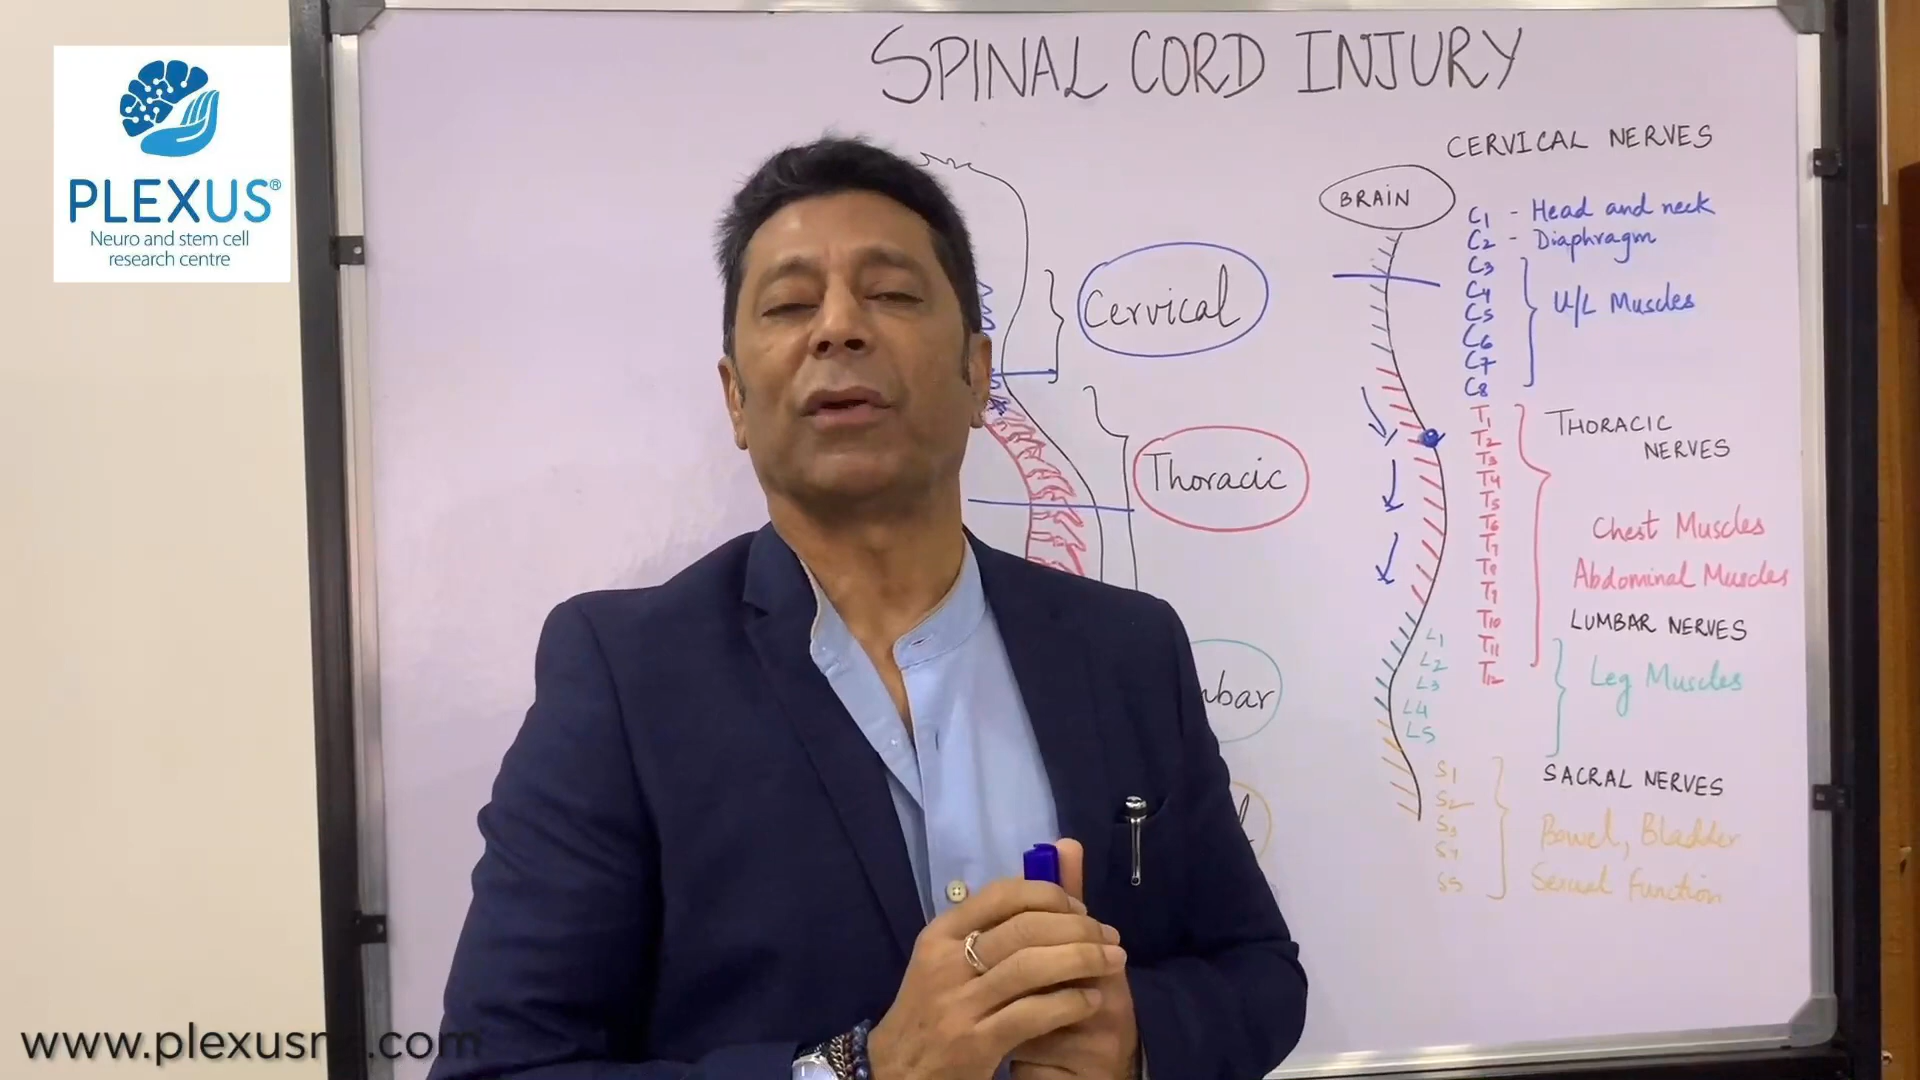 SPINAL CORD INJURY
PLEXUS®
Neuro and stem cell
research centre
Cervical
Thoracic
BRAIN
CERVICAL NERVES
C1 - Head and neck
C2 - Diaphragm
C3
C4
C5
C6
C7
C8
U/L Muscles
T1
T2
T3
T4
T5
T6
T7
T8
T9
T10
T11
T12
THORACIC
NERVES
Chest Muscles
Abdominal Muscles
LUMBAR NERVES
L1
L2
L3
L4
L5
Leg Muscles
SACRAL NERVES
S1
S2
S3
S4
S5
Bowel, Bladder
Sexual function